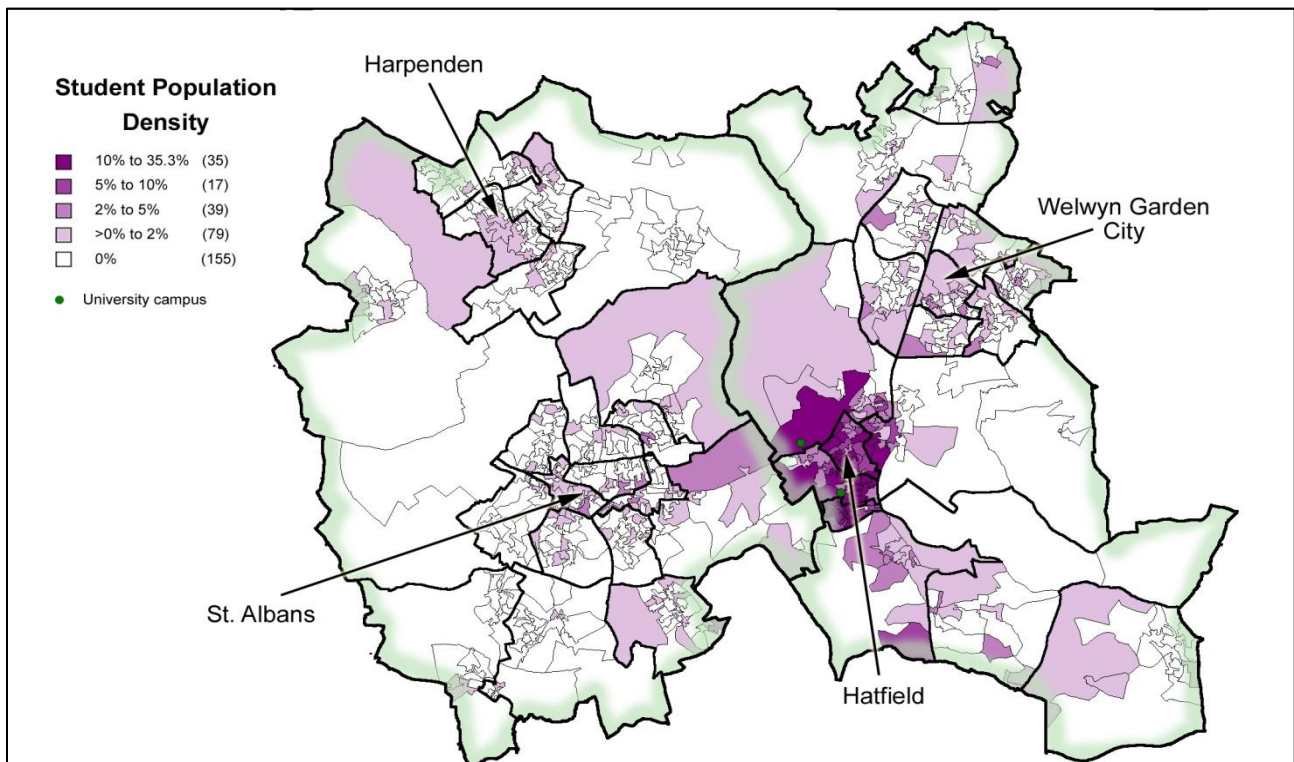 Student Population
Density
10% to 35.3% (35)
5% to 10% (17)
2% to 5% (39)
>0% to 2% (79)
0% (155)
University campus
Harpenden
Welwyn Garden
City
St. Albans
Hatfield